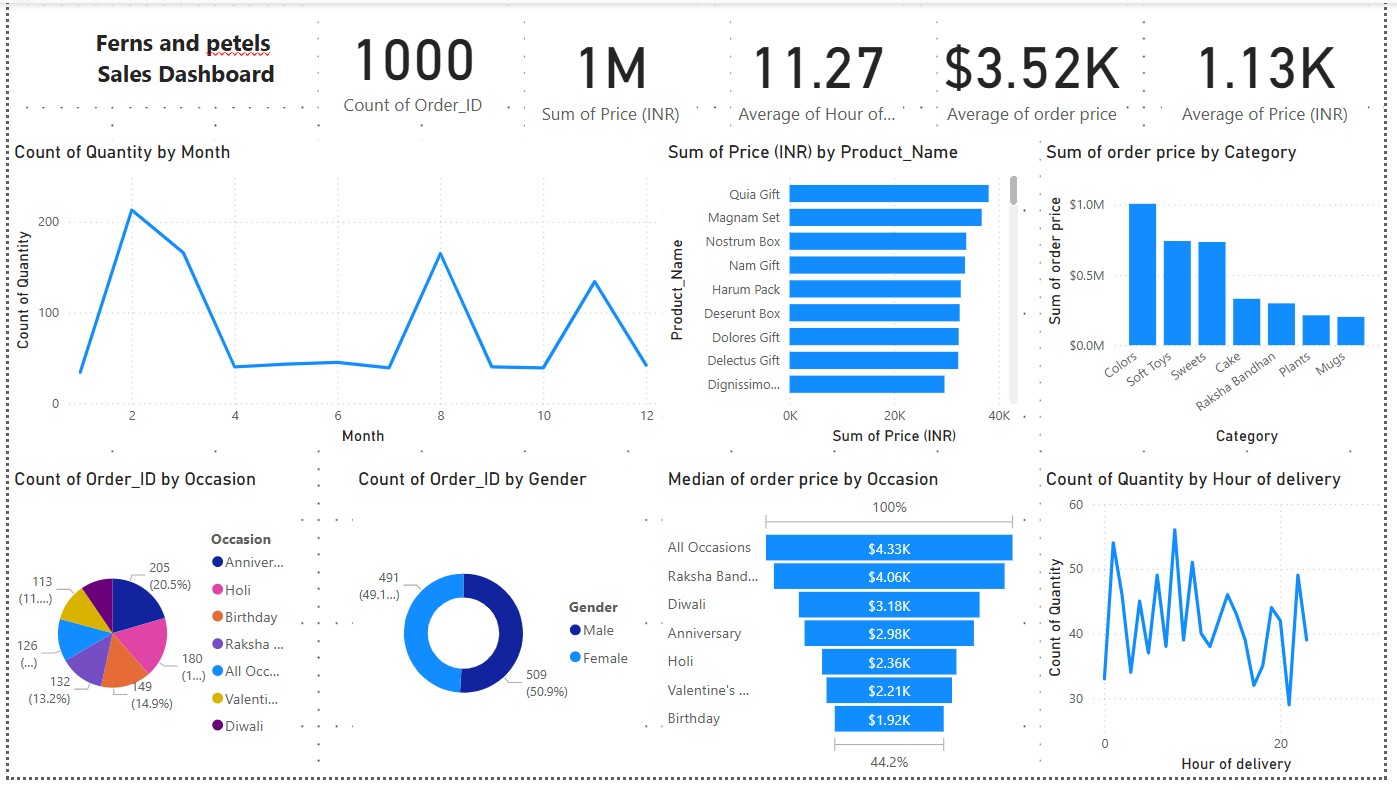 Ferns and petels
Sales Dashboard
1000
Count of Order_ID
1M
Sum of Price (INR)
11.27
Average of Hour of...
$3.52K
Average of order price
1.13K
Average of Price (INR)
Count of Quantity by Month
Count of Quantity
200
100
0
2
4
6
8
10
12
Month
Sum of Price (INR) by Product_Name
Product_Name
Quia Gift
Magnam Set
Nostrum Box
Nam Gift
Harum Pack
Deserunt Box
Dolores Gift
Delectus Gift
Dignissimo...
0K
20K
40K
Sum of Price (INR)
Sum of order price by Category
Sum of order price
$1.0M
$0.5M
$0.0M
Colors
Soft Toys
Sweets
Cake
Raksha Bandhan
Plants
Mugs
Category
Count of Order_ID by Occasion
205
(20.5%)
180
(1...)
149
(14.9%)
132
(13.2%)
126
(...)
113
(11....)
Occasion
Anniver...
Holi
Birthday
Raksha ...
All Occ...
Valenti...
Diwali
Count of Order_ID by Gender
491
(49.1...)
509
(50.9%)
Gender
Male
Female
Median of order price by Occasion
100%
All Occasions
$4.33K
Raksha Band...
$4.06K
Diwali
$3.18K
Anniversary
$2.98K
Holi
$2.36K
Valentine's ...
$2.21K
Birthday
$1.92K
44.2%
Count of Quantity by Hour of delivery
Count of Quantity
60
50
40
30
0
20
Hour of delivery